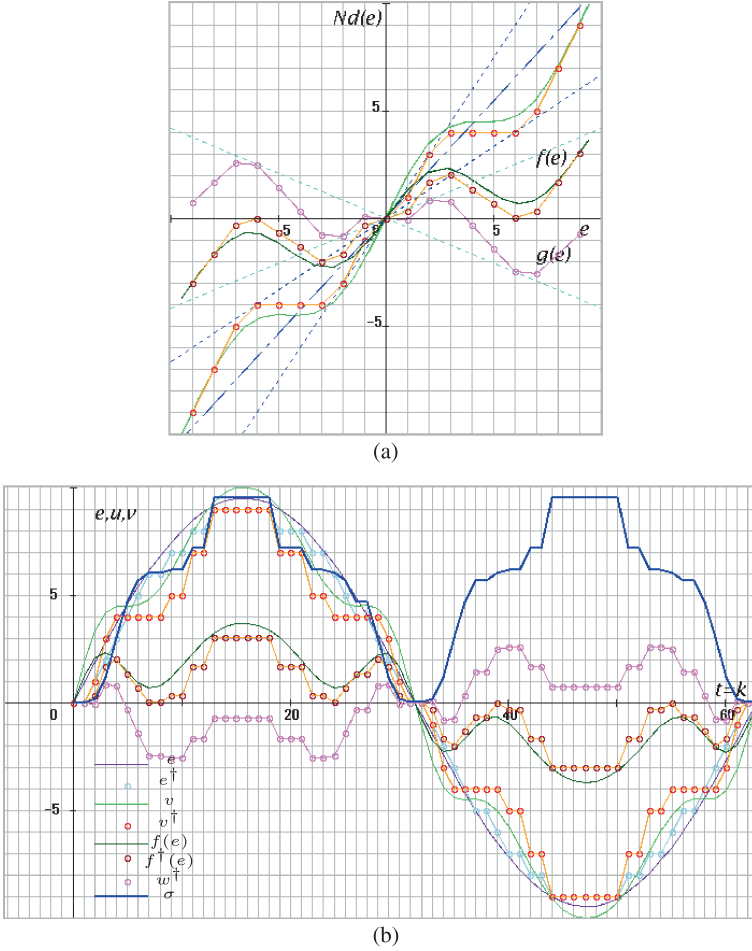 Nd(e)
5
f(e)
-5 5 e
g(e)
-5
(a)
e,u,v
5
t=k
0 20 40 60
e
e†
-5
v
v†
f(e)
f†(e)
w†
σ
(b)